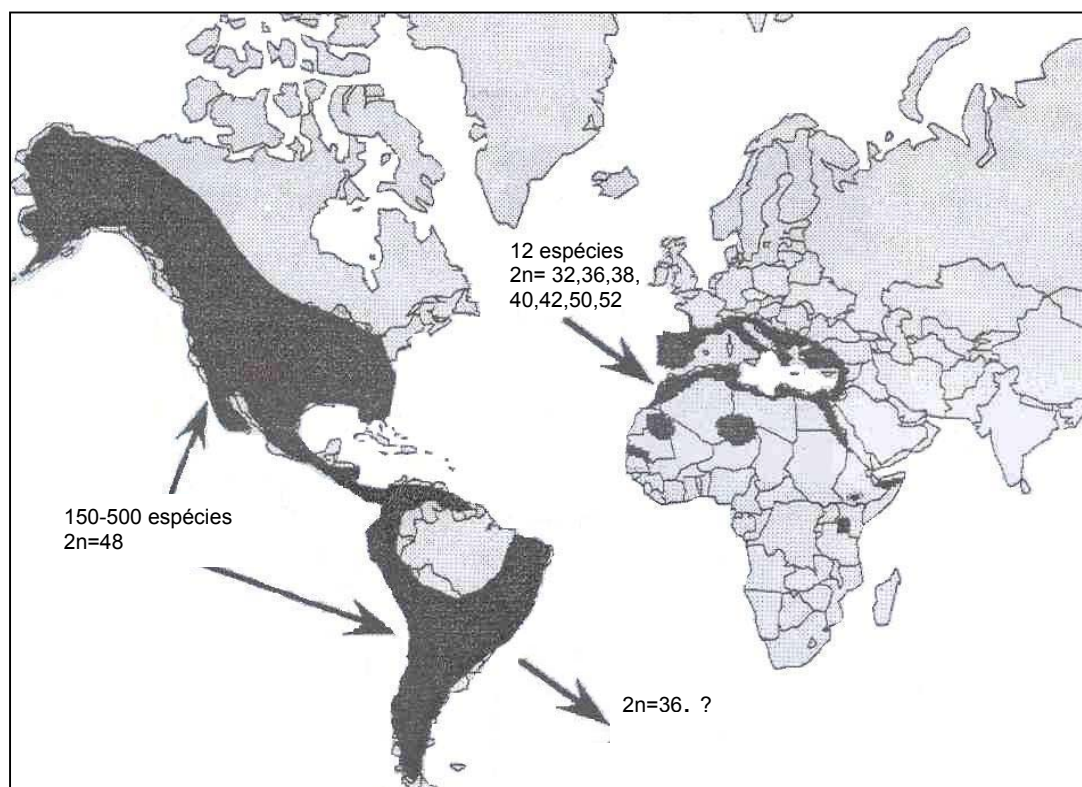 12 espécies
2n= 32,36,38,
40,42,50,52
150-500 espécies
2n=48
2n=36. ?